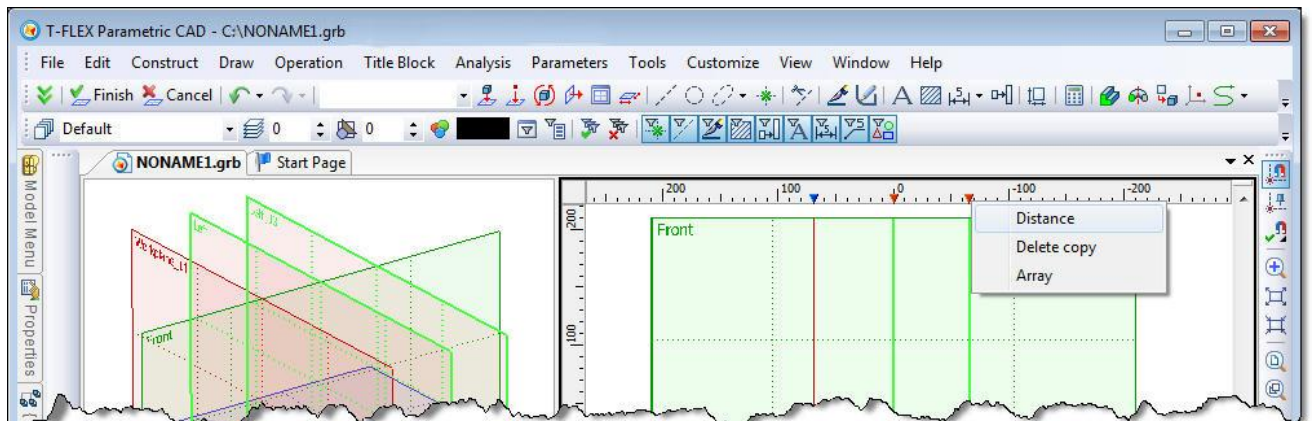 T-FLEX Parametric CAD - C:\NONAME1.grb
File Edit Construct Draw Operation Title Block Analysis Parameters Tools Customize View Window Help
Finish Cancel
Default 0 0
NONAME1.grb Start Page
Model Menu
Properties
200 100 0 -100 -200
200
100
Front
Distance
Delete copy
Array
Front